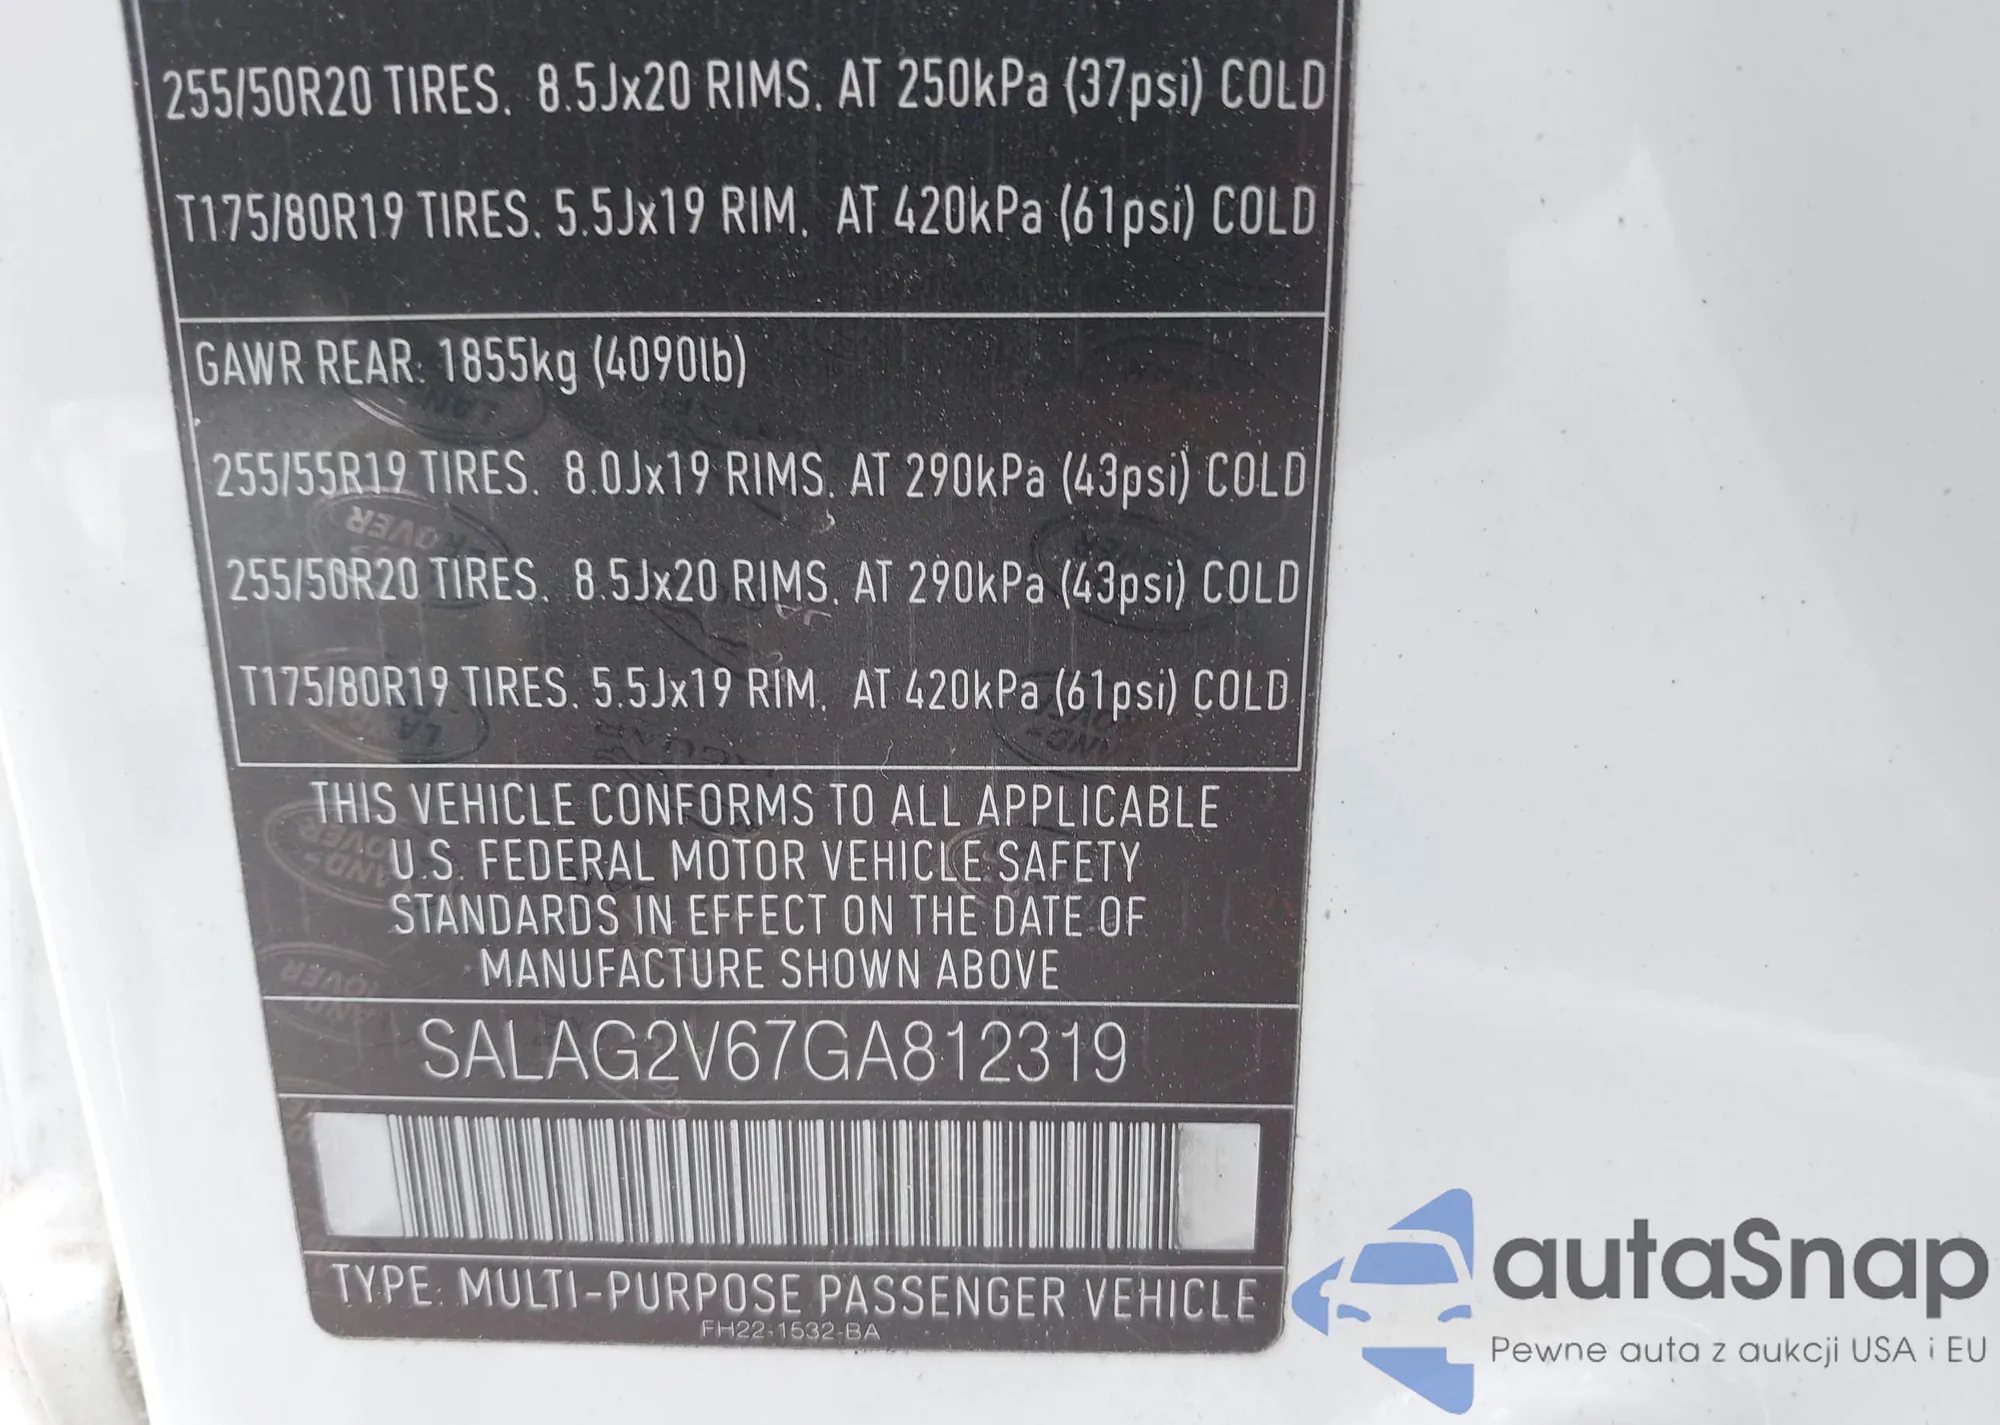 255/50R20 TIRES. 8.5Jx20 RIMS. AT 250kPa (37psi) COLD
T175/80R19 TIRES. 5.5Jx19 RIM. AT 420kPa (61psi) COLD
GAWR REAR: 1855kg (4090lb)
255/55R19 TIRES. 8.0Jx19 RIMS. AT 290kPa (43psi) COLD
255/50R20 TIRES. 8.5Jx20 RIMS. AT 290kPa (43psi) COLD
T175/80R19 TIRES. 5.5Jx19 RIM. AT 420kPa (61psi) COLD
THIS VEHICLE CONFORMS TO ALL APPLICABLE
U.S. FEDERAL MOTOR VEHICLE SAFETY
STANDARDS IN EFFECT ON THE DATE OF
MANUFACTURE SHOWN ABOVE
SALAG2V67GA812319
TYPE: MULTI-PURPOSE PASSENGER VEHICLE
FH22-1532-BA
autaSnap
Pewne auta z aukcji USA i EU